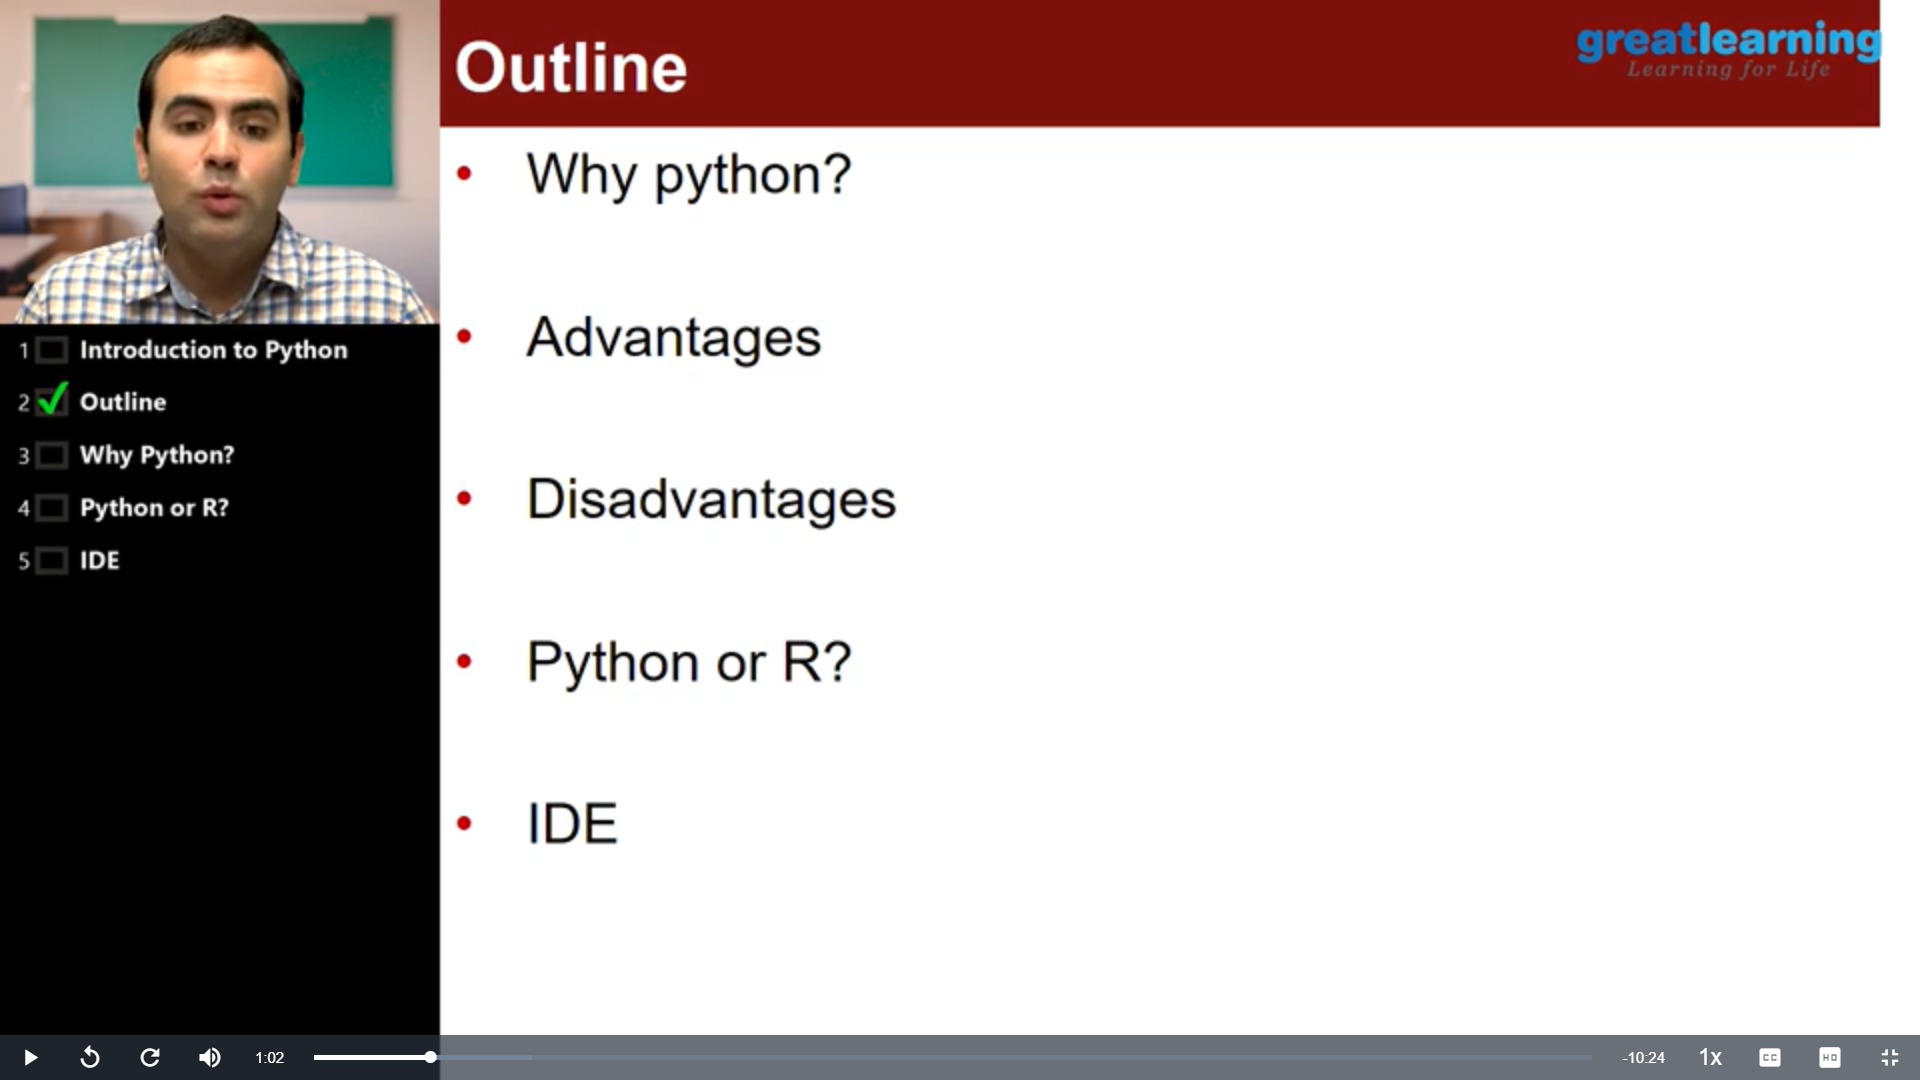 Outline
greatlearning
Learning for Life
• Why python?
• Advantages
• Disadvantages
• Python or R?
• IDE
1 Introduction to Python
2 Outline
3 Why Python?
4 Python or R?
5 IDE
1:02
-10:24
1x
CC
HD